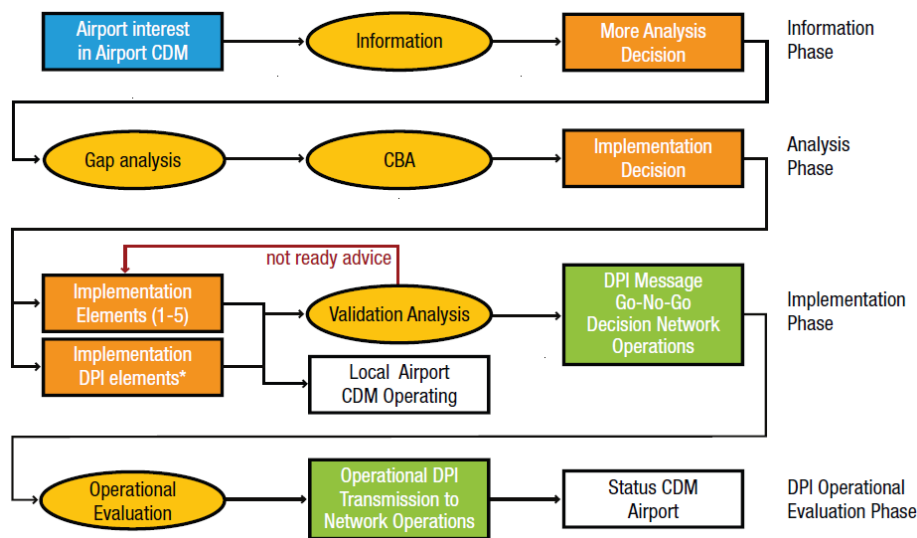 Airport interest
in Airport CDM
Information
More Analysis
Decision
Information
Phase
Gap analysis
CBA
Implementation
Decision
Analysis
Phase
not ready advice
Implementation
Elements (1-5)
Validation Analysis
DPI Message
Go-No-Go
Decision Network
Operations
Implementation
Phase
Implementation
DPI elements*
Local Airport
CDM Operating
Operational
Evaluation
Operational DPI
Transmission to
Network Operations
Status CDM
Airport
DPI Operational
Evaluation Phase